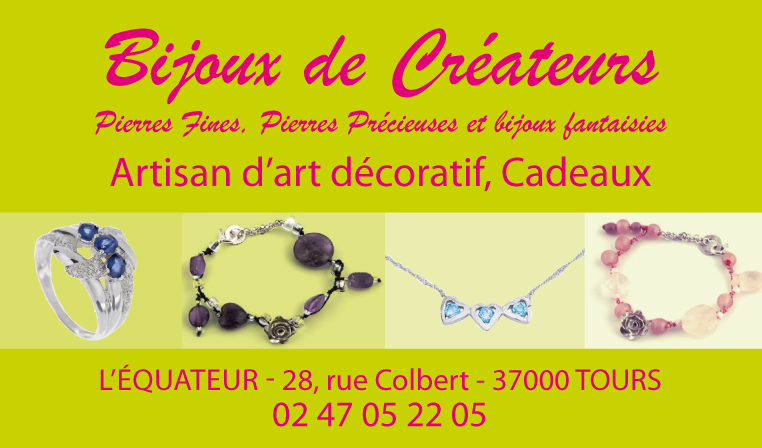 Bijoux de Créateurs
Pierres Fines, Pierres Précieuses et bijoux fantaisies
Artisan d'art décoratif, Cadeaux
L'ÉQUATEUR - 28, rue Colbert - 37000 TOURS
02 47 05 22 05